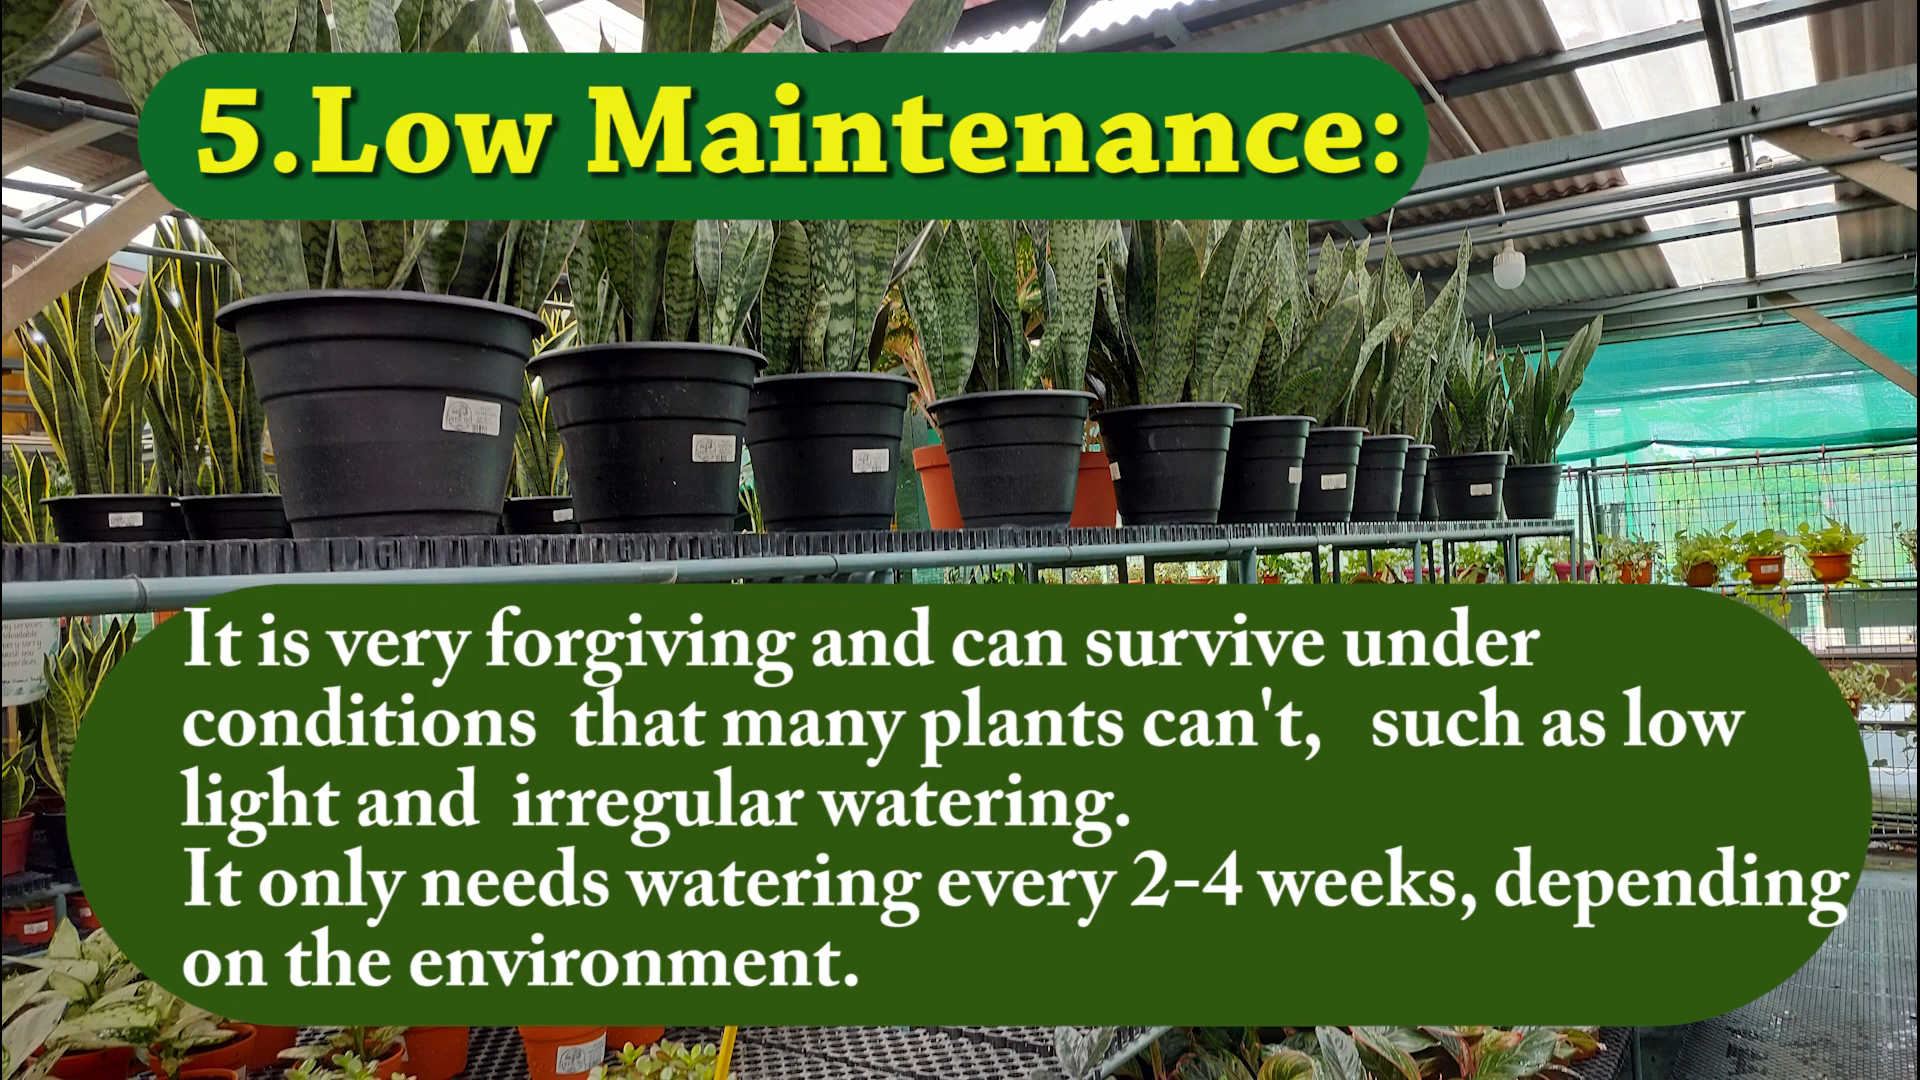 5.Low Maintenance:
It is very forgiving and can survive under
conditions that many plants can't, such as low
light and irregular watering.
It only needs watering every 2-4 weeks, depending
on the environment.